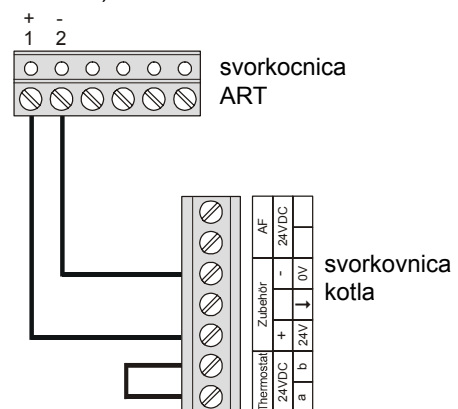 + -
1 2
svorkocnica
ART
AF
24VDC
Zubehör
- 0V
↓
+ 24V
Thermostat
24VDC
b
a
svorkovnica
kotla